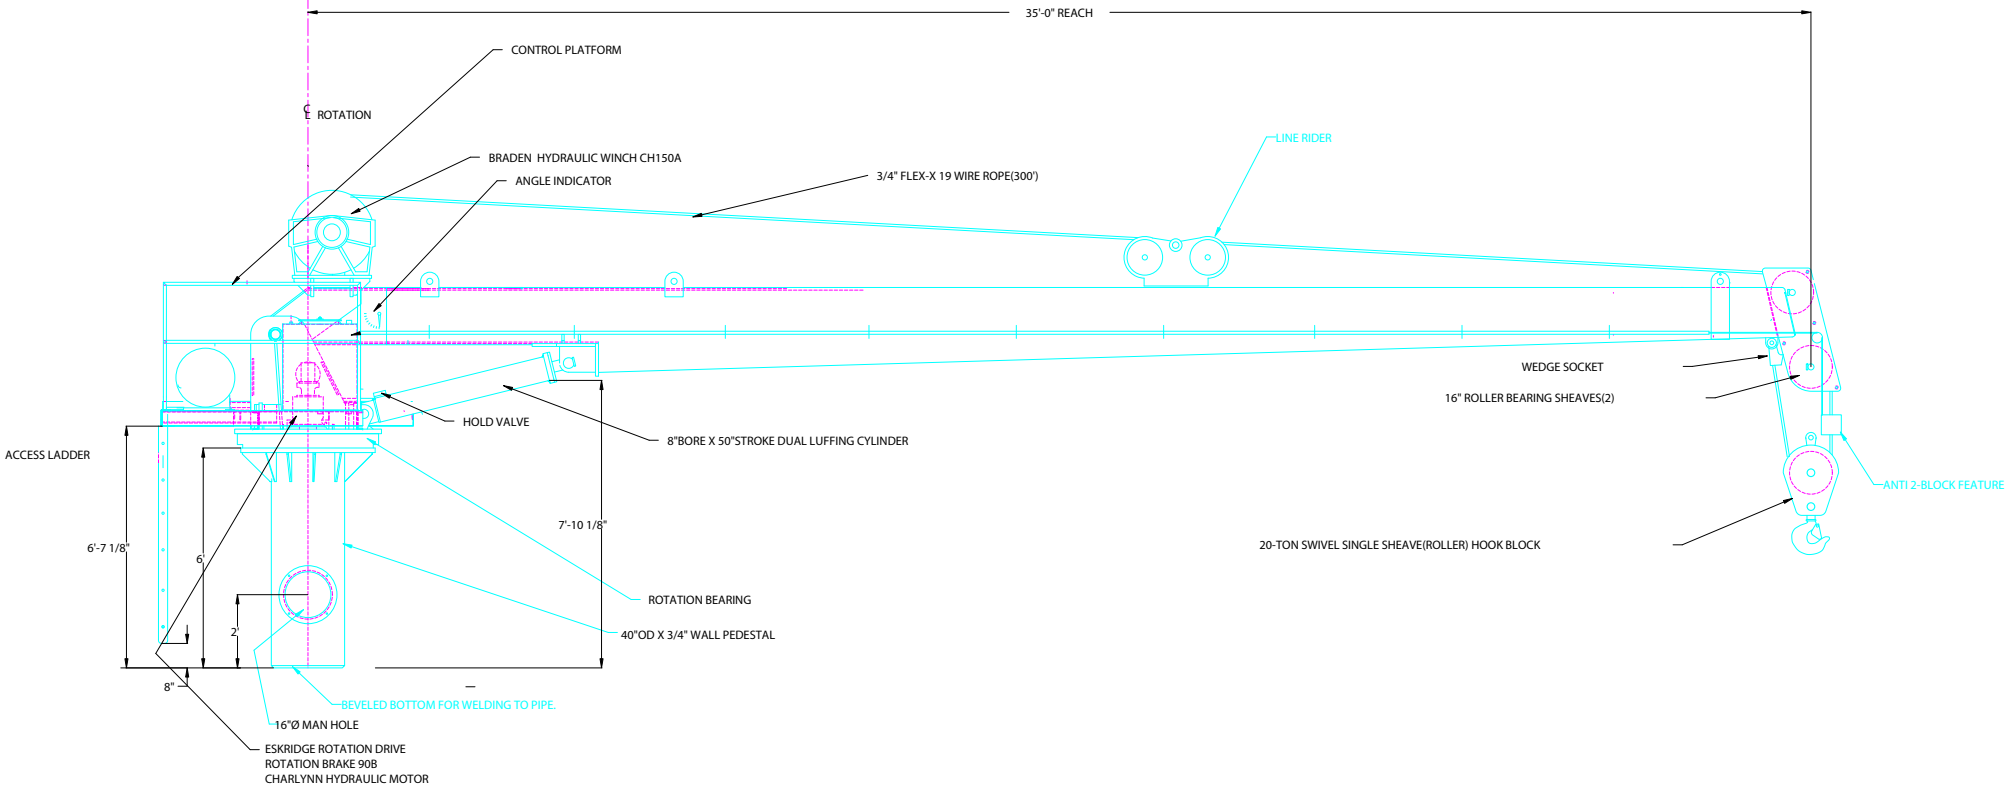 35'-0" REACH
CONTROL PLATFORM
℄ ROTATION
LINE RIDER
BRADEN HYDRAULIC WINCH CH150A
3/4" FLEX-X 19 WIRE ROPE(300')
ANGLE INDICATOR
WEDGE SOCKET
16" ROLLER BEARING SHEAVES(2)
HOLD VALVE
8"BORE X 50"STROKE DUAL LUFFING CYLINDER
ACCESS LADDER
ANTI 2-BLOCK FEATURE
7'-10 1/8"
6'-7 1/8"
6'
20-TON SWIVEL SINGLE SHEAVE(ROLLER) HOOK BLOCK
ROTATION BEARING
2'
40"OD X 3/4" WALL PEDESTAL
8"
BEVELED BOTTOM FOR WELDING TO PIPE.
16"Ø MAN HOLE
ESKRIDGE ROTATION DRIVE
ROTATION BRAKE 90B
CHARLYNN HYDRAULIC MOTOR